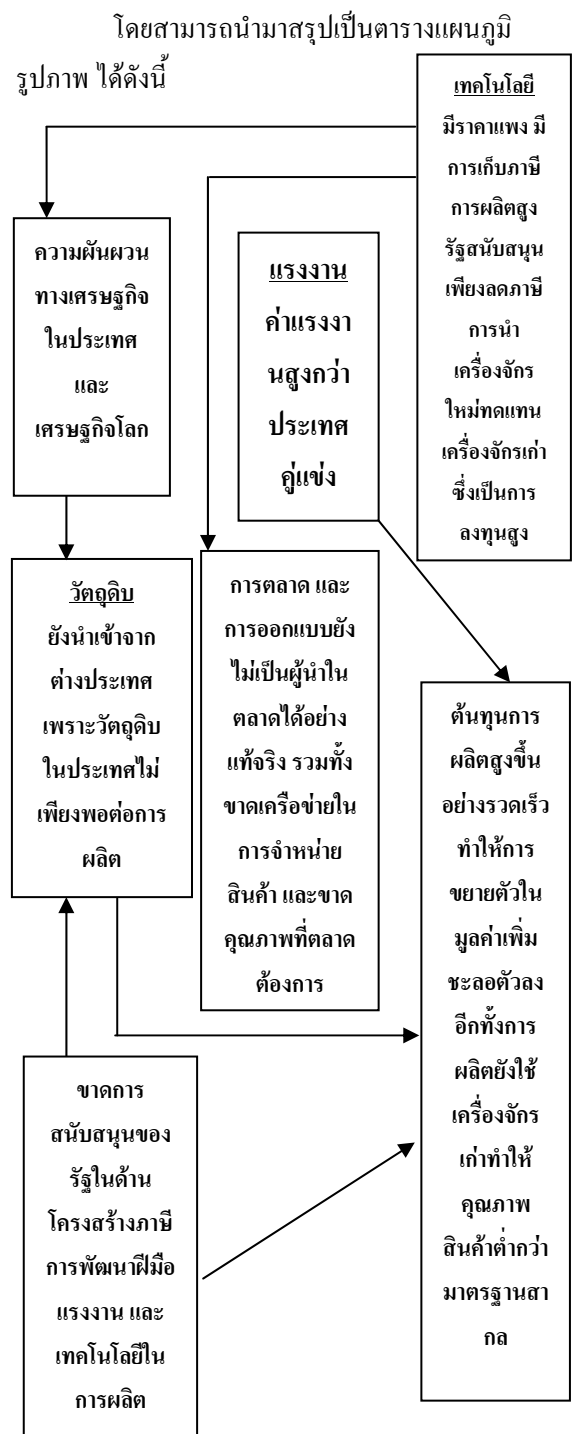 โดยสามารถนำมาสรุปเป็นตารางแผนภูมิ
รูปภาพ ได้ดังนี้
เทคโนโลยี
มีราคาแพง มี
การเก็บภาษี
การผลิตสูง
รัฐสนับสนุน
เพียงลดภาษี
การนำ
เครื่องจักร
ใหม่ทดแทน
เครื่องจักรเก่า
ซึ่งเป็นการ
ลงทุนสูง
ความผันผวน
ทางเศรษฐกิจ
ในประเทศ
และ
เศรษฐกิจโลก
แรงงาน
ค่าแรงงา
นสูงกว่า
ประเทศ
คู่แข่ง
วัตถุดิบ
ยังนำเข้าจาก
ต่างประเทศ
เพราะวัตถุดิบ
ในประเทศไม่
เพียงพอต่อการ
ผลิต
การตลาด และ
การออกแบบยัง
ไม่เป็นผู้นำใน
ตลาดได้อย่าง
แท้จริง รวมทั้ง
ขาดเครือข่ายใน
การจำหน่าย
สินค้า และขาด
คุณภาพที่ตลาด
ต้องการ
ต้นทุนการ
ผลิตสูงขึ้น
อย่างรวดเร็ว
ทำให้การ
ขยายตัวใน
มูลค่าเพิ่ม
ชะลอตัวลง
อีกทั้งการ
ผลิตยังใช้
เครื่องจักร
เก่าทำให้
คุณภาพ
สินค้าต่ำกว่า
มาตรฐานสา
กล
ขาดการ
สนับสนุนของ
รัฐในด้าน
โครงสร้างภาษี
การพัฒนาฝีมือ
แรงงาน และ
เทคโนโลยีใน
การผลิต